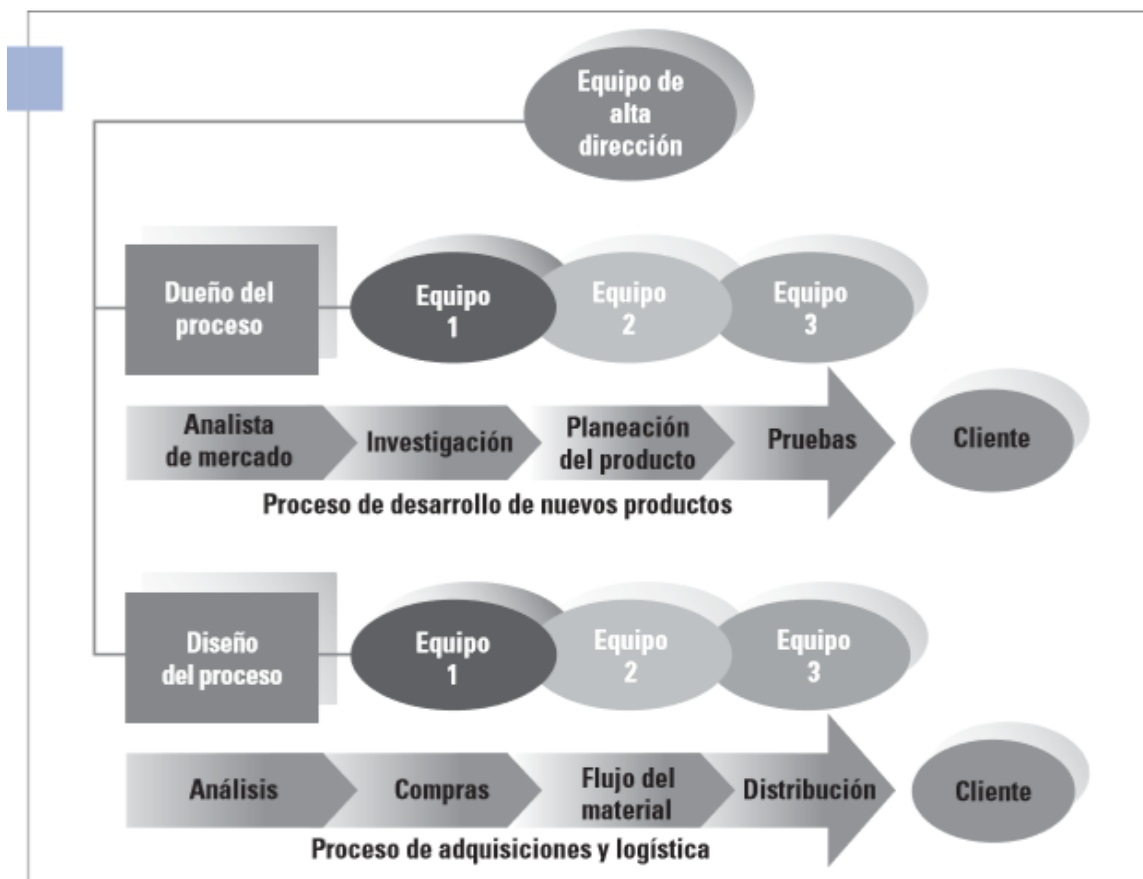 Equipo de
alta
dirección
Dueño del
proceso
Equipo
1
Equipo
2
Equipo
3
Analista
de mercado
Investigación
Planeación
del producto
Pruebas
Cliente
Proceso de desarrollo de nuevos productos
Diseño
del proceso
Equipo
1
Equipo
2
Equipo
3
Análisis
Compras
Flujo del
material
Distribución
Cliente
Proceso de adquisiciones y logística